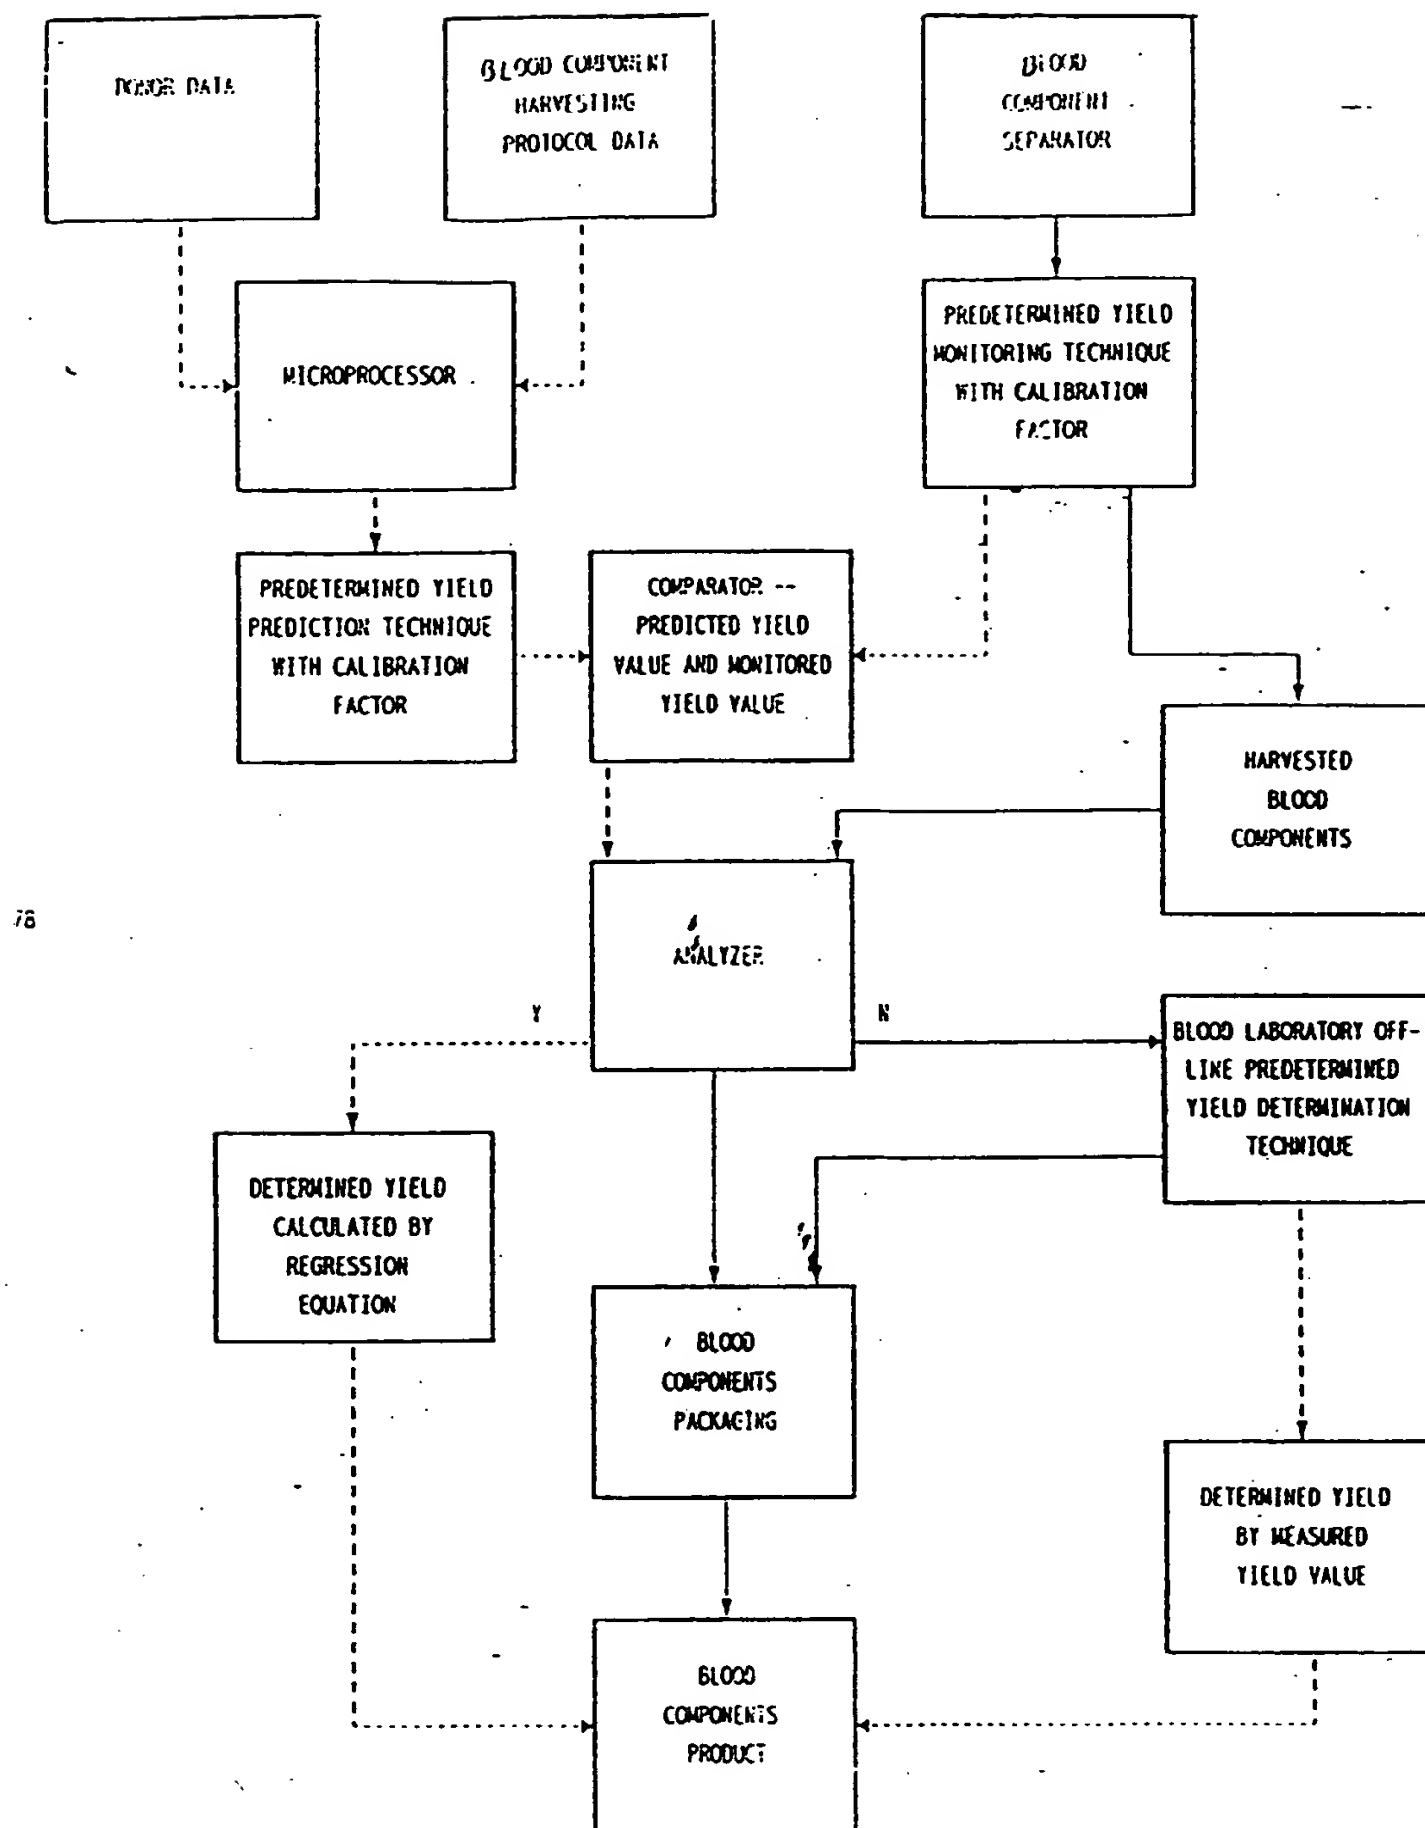 DONOR DATA
BLOOD COMPONENT
HARVESTING
PROTOCOL DATA
BLOOD
COMPONENT
SEPARATOR
MICROPROCESSOR
PREDETERMINED YIELD
MONITORING TECHNIQUE
WITH CALIBRATION
FACTOR
PREDETERMINED YIELD
PREDICTION TECHNIQUE
WITH CALIBRATION
FACTOR
COMPARATOR --
PREDICTED YIELD
VALUE AND MONITORED
YIELD VALUE
HARVESTED
BLOOD
COMPONENTS
78
ANALYZER
Y
N
BLOOD LABORATORY OFF-
LINE PREDETERMINED
YIELD DETERMINATION
TECHNIQUE
DETERMINED YIELD
CALCULATED BY
REGRESSION
EQUATION
BLOOD
COMPONENTS
PACKAGING
DETERMINED YIELD
BY MEASURED
YIELD VALUE
BLOOD
COMPONENTS
PRODUCT